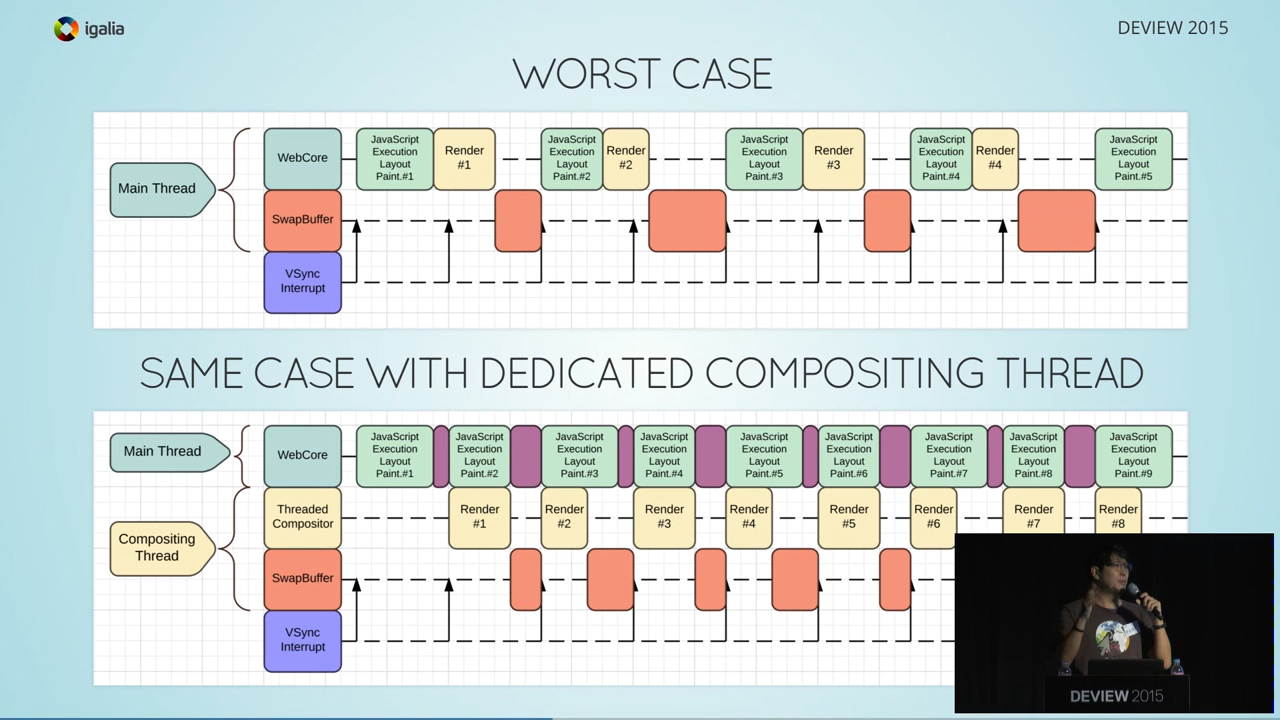 igalia
DEVIEW 2015
WORST CASE
Main Thread
WebCore
JavaScript
Execution
Layout
Paint.#1
Render
#1
JavaScript
Execution
Layout
Paint.#2
Render
#2
JavaScript
Execution
Layout
Paint.#3
Render
#3
JavaScript
Execution
Layout
Paint.#4
Render
#4
JavaScript
Execution
Layout
Paint.#5
SwapBuffer
VSync
Interrupt
SAME CASE WITH DEDICATED COMPOSITING THREAD
Main Thread
WebCore
JavaScript
Execution
Layout
Paint.#1
JavaScript
Execution
Layout
Paint.#2
JavaScript
Execution
Layout
Paint.#3
JavaScript
Execution
Layout
Paint.#4
JavaScript
Execution
Layout
Paint.#5
JavaScript
Execution
Layout
Paint.#6
JavaScript
Execution
Layout
Paint.#7
JavaScript
Execution
Layout
Paint.#8
JavaScript
Execution
Layout
Paint.#9
Compositing
Thread
Threaded
Compositor
Render
#1
Render
#2
Render
#3
Render
#4
Render
#5
Render
#6
Render
#7
Render
#8
SwapBuffer
VSync
Interrupt
DEVIEW 2015